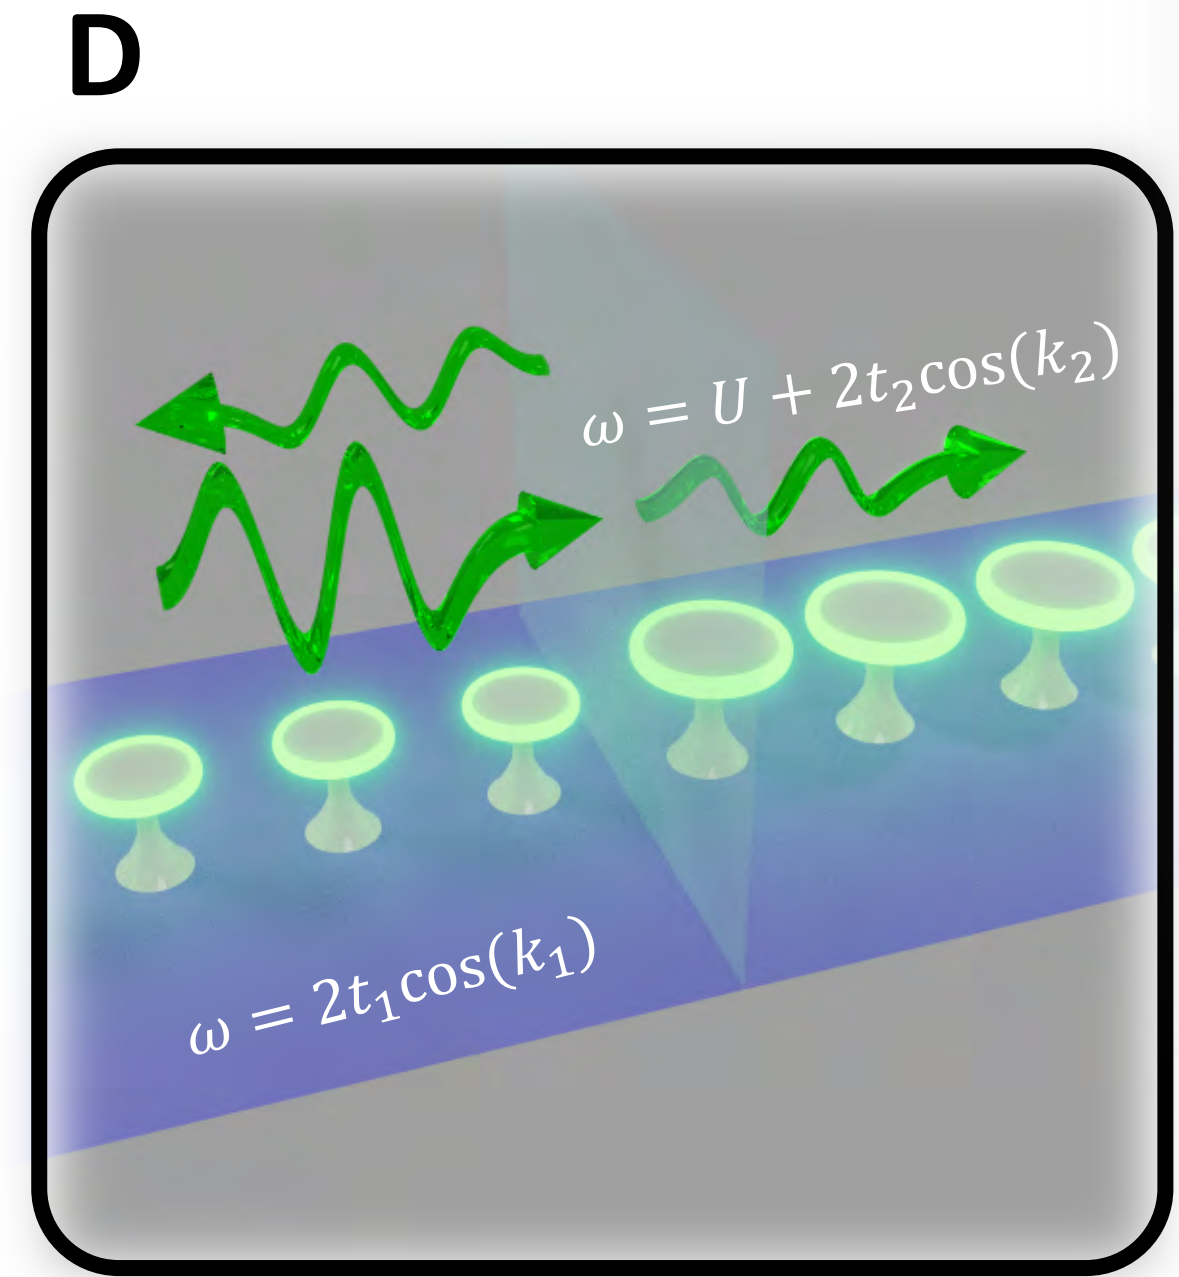 D
ω = U + 2t₂cos(k₂)
ω = 2t₁cos(k₁)